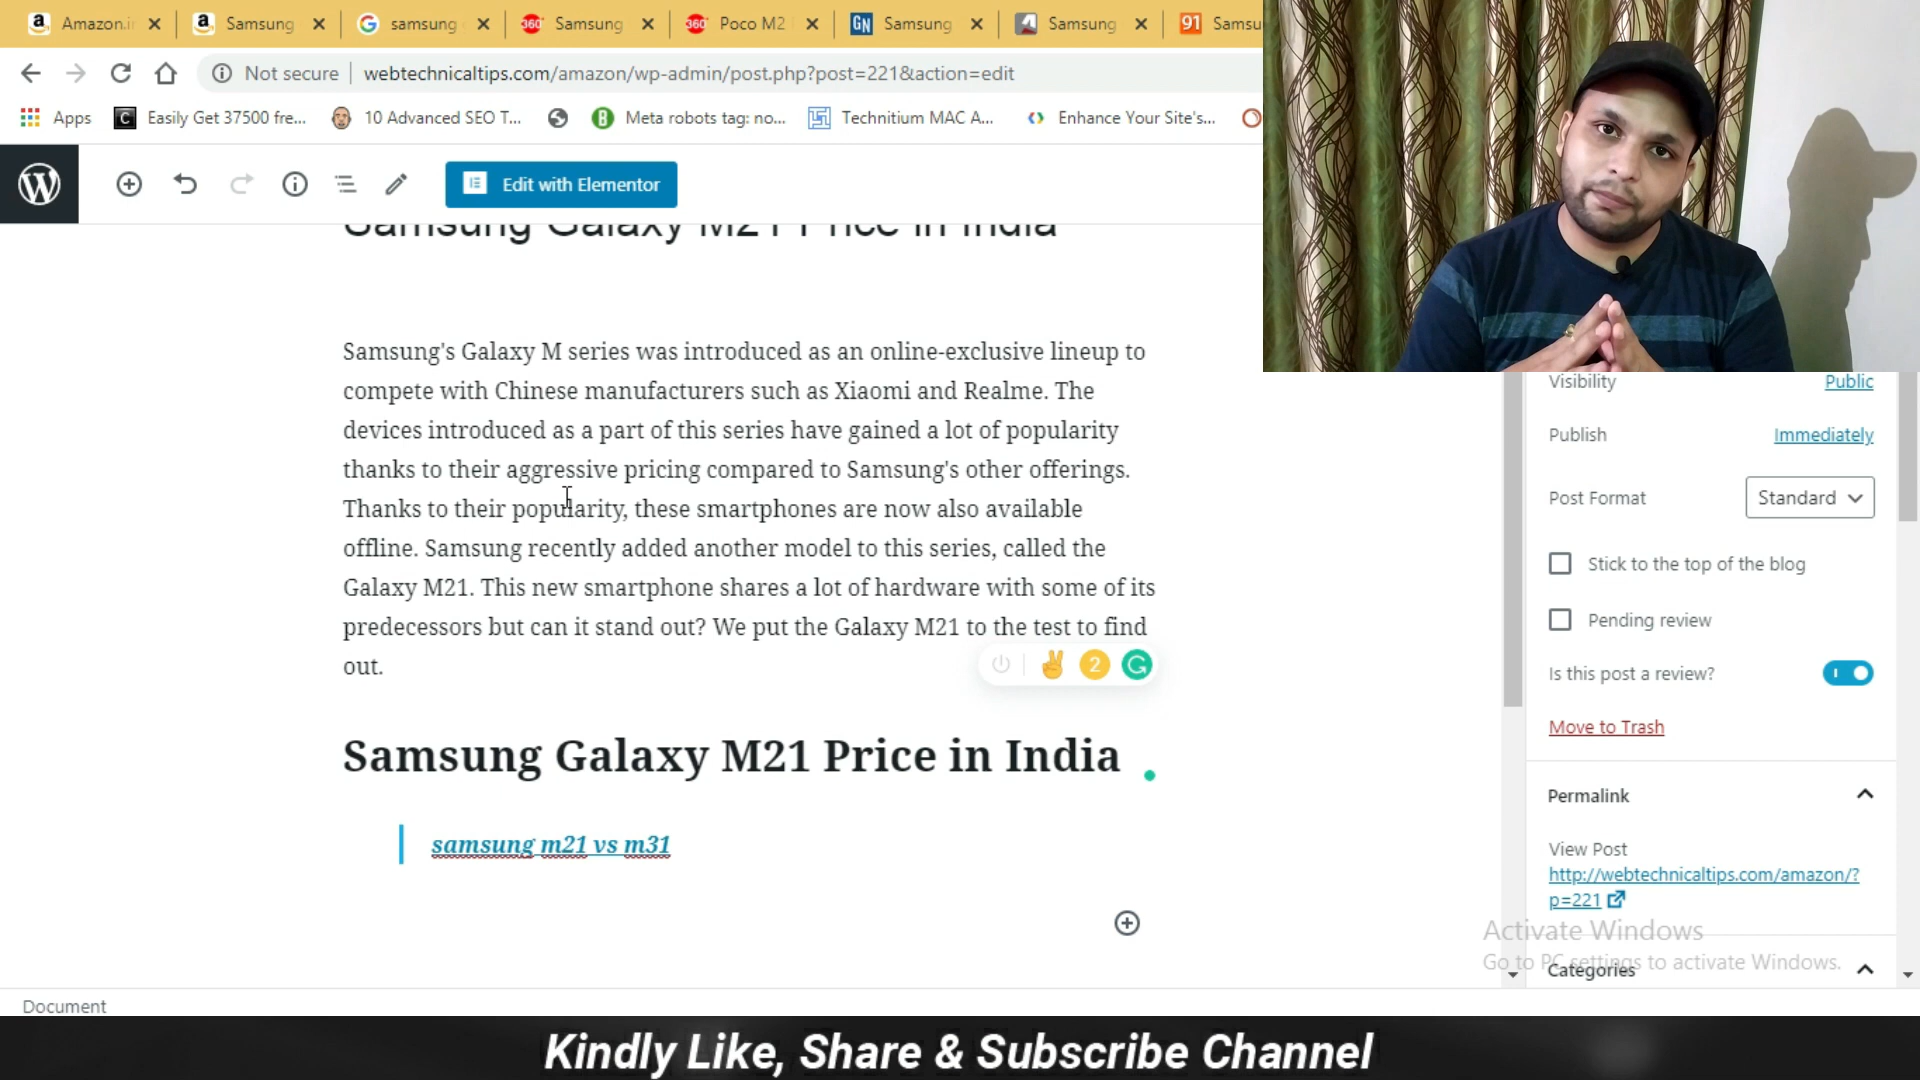 Amazon.i
Samsung
samsung
360°
Samsung
360°
Poco M2
GN
Samsung
Samsung
91
Samsu
Not secure
webtechnicaltips.com/amazon/wp-admin/post.php?post=221&action=edit
Apps
Easily Get 37500 fre...
10 Advanced SEO T...
Meta robots tag: no...
Technitium MAC A...
Enhance Your Site's...
Edit with Elementor
Samsung Galaxy M21 Price in India
Samsung's Galaxy M series was introduced as an online-exclusive lineup to
compete with Chinese manufacturers such as Xiaomi and Realme. The
devices introduced as a part of this series have gained a lot of popularity
thanks to their aggressive pricing compared to Samsung's other offerings.
Thanks to their popularity, these smartphones are now also available
offline. Samsung recently added another model to this series, called the
Galaxy M21. This new smartphone shares a lot of hardware with some of its
predecessors but can it stand out? We put the Galaxy M21 to the test to find
out.
2
Samsung Galaxy M21 Price in India
samsung m21 vs m31
Visibility
Public
Publish
Immediately
Post Format
Standard
Stick to the top of the blog
Pending review
Is this post a review?
Move to Trash
Permalink
View Post
http://webtechnicaltips.com/amazon/?
p=221
Activate Windows
Go to PC settings to activate Windows.
Categories
Document
Kindly Like, Share & Subscribe Channel